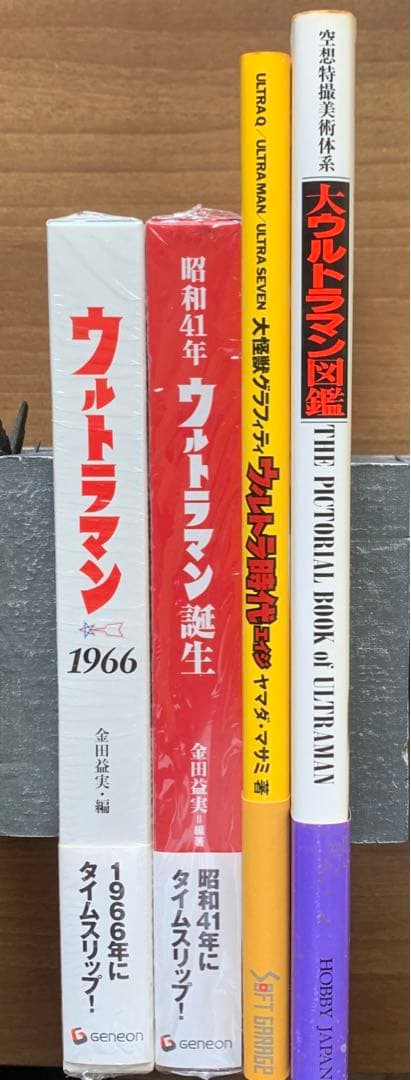 ウルトラマン
1966
金田益実・編
1966年に
タイムスリップ!
GENEON
昭和41年 ウルトラマン誕生
金田益実=編著
昭和41年に
タイムスリップ!
GENEON
ULTRA Q/ULTRA MAN/ULTRA SEVEN 大怪獣グラフィティ ウルトラ時代 エイジ ヤマダ・マサミ 著
SOFT GARAGE
空想特撮美術体系
大ウルトラマン図鑑
THE PICTORIAL BOOK of ULTRAMAN
HOBBY JAPAN